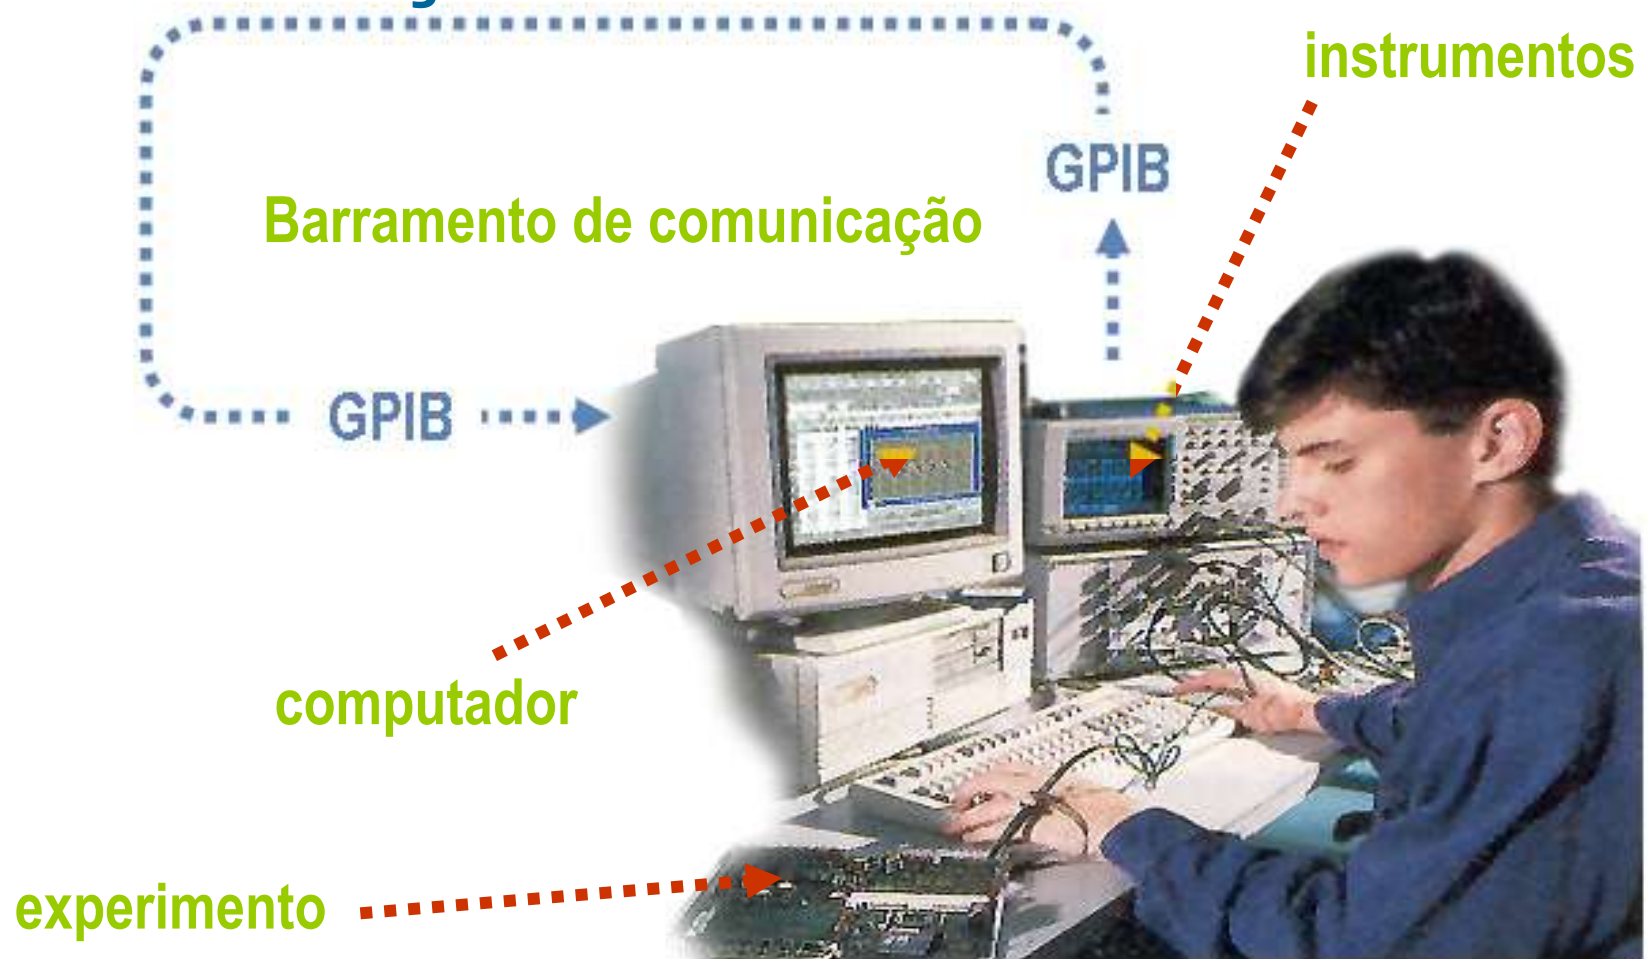 instrumentos
GPIB
Barramento de comunicação
GPIB
computador
experimento